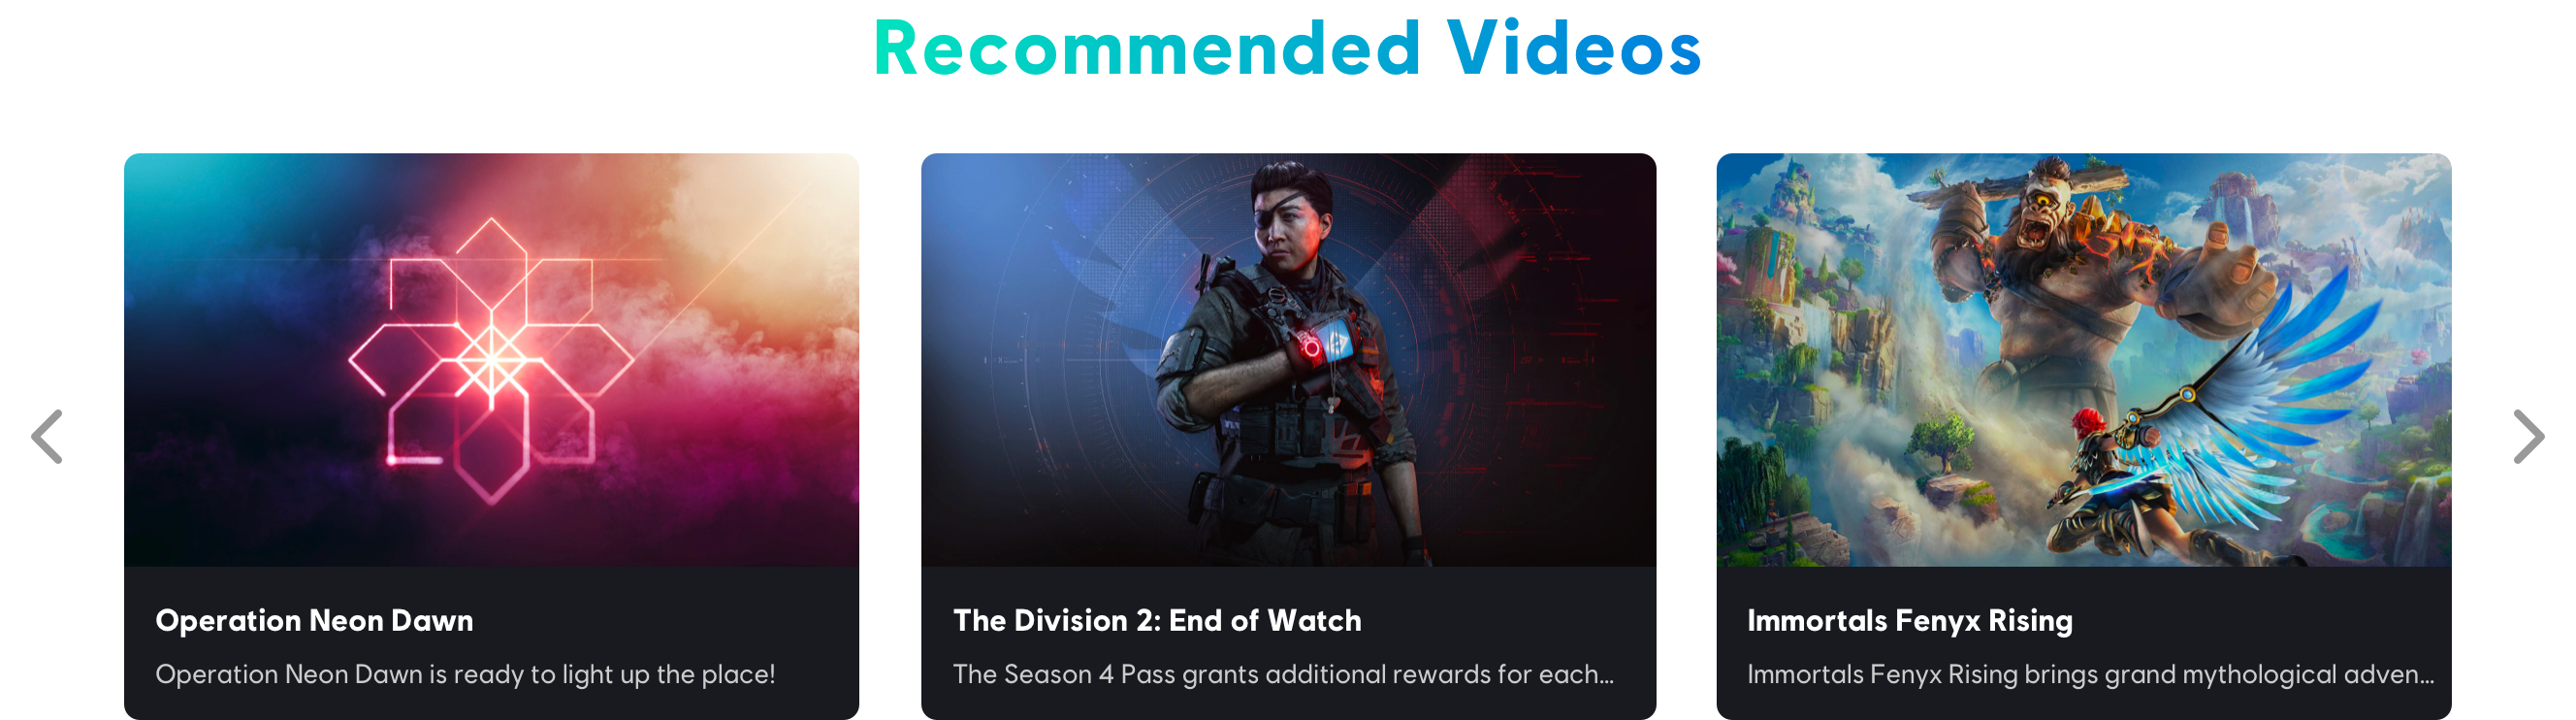 Recommended Videos
Operation Neon Dawn
Operation Neon Dawn is ready to light up the place!
The Division 2: End of Watch
The Season 4 Pass grants additional rewards for each...
Immortals Fenyx Rising
Immortals Fenyx Rising brings grand mythological adven...